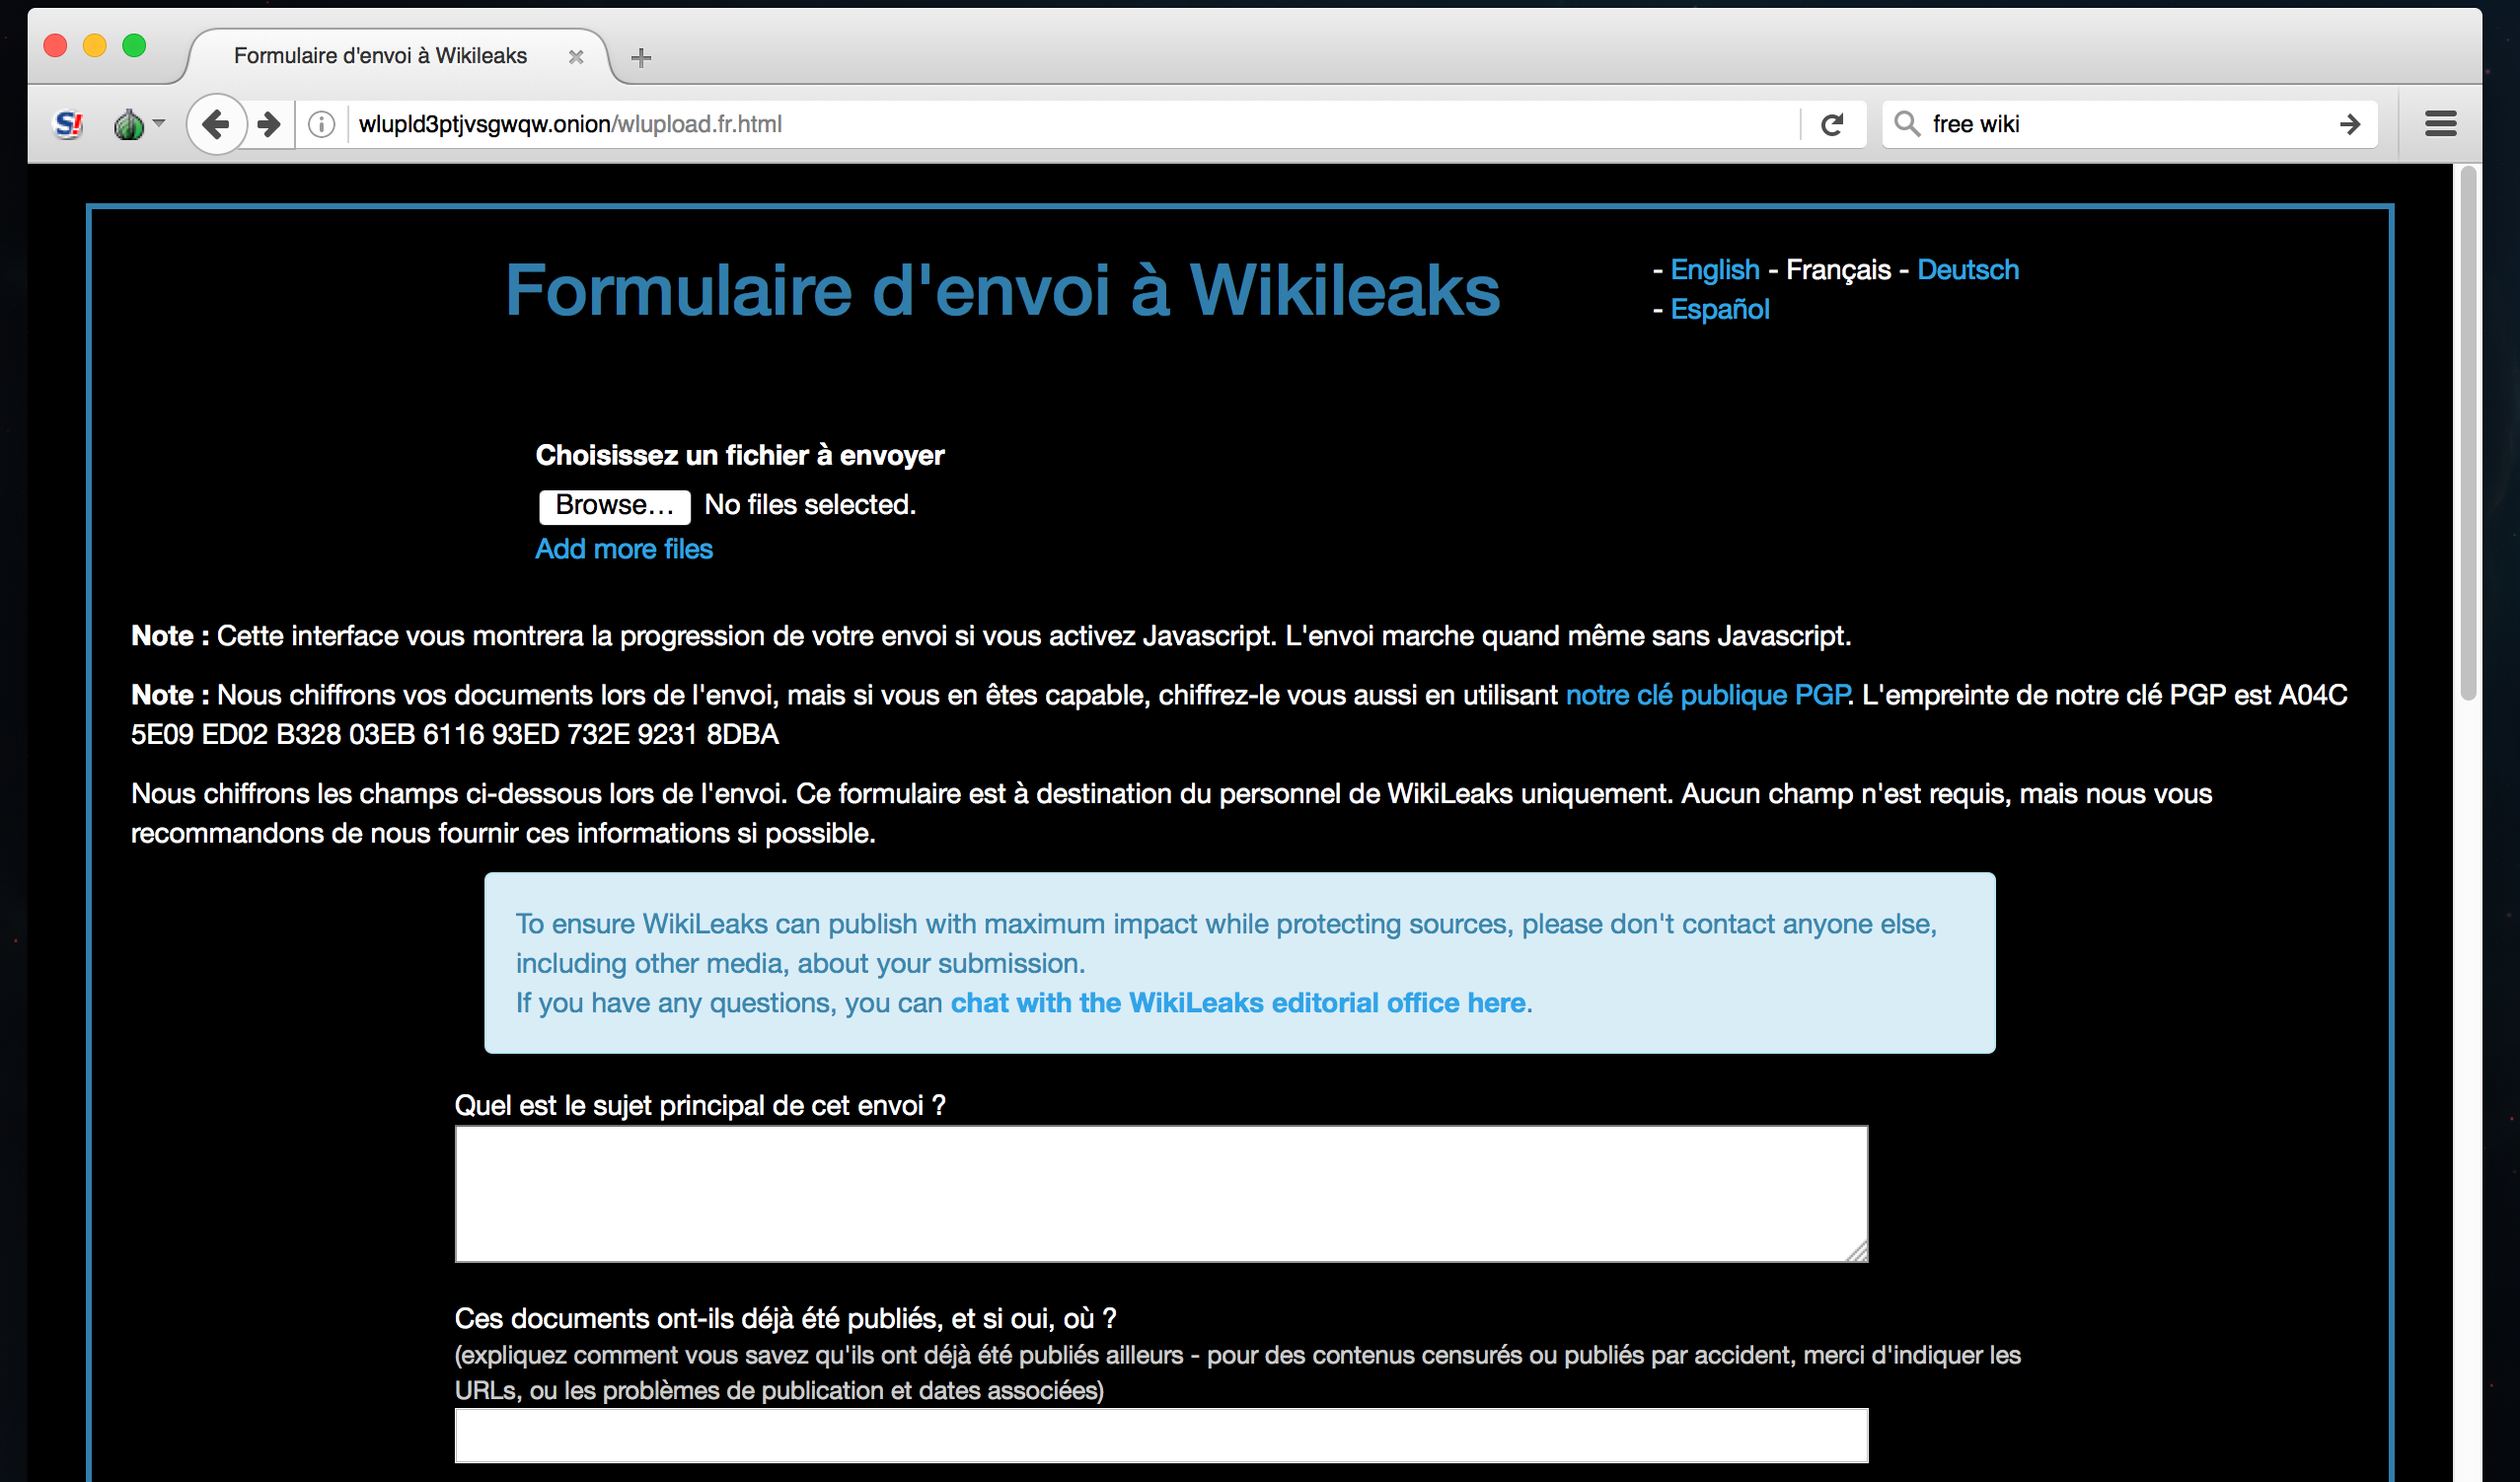 Formulaire d'envoi à Wikileaks
S!
wlupld3ptjvsgwqw.onion/wlupload.fr.html
free wiki
Formulaire d'envoi à Wikileaks
- English - Français - Deutsch
- Español
Choisissez un fichier à envoyer
Browse… No files selected.
Add more files
Note : Cette interface vous montrera la progression de votre envoi si vous activez Javascript. L'envoi marche quand même sans Javascript.
Note : Nous chiffrons vos documents lors de l'envoi, mais si vous en êtes capable, chiffrez-le vous aussi en utilisant notre clé publique PGP. L'empreinte de notre clé PGP est A04C
5E09 ED02 B328 03EB 6116 93ED 732E 9231 8DBA
Nous chiffrons les champs ci-dessous lors de l'envoi. Ce formulaire est à destination du personnel de WikiLeaks uniquement. Aucun champ n'est requis, mais nous vous
recommandons de nous fournir ces informations si possible.
To ensure WikiLeaks can publish with maximum impact while protecting sources, please don't contact anyone else,
including other media, about your submission.
If you have any questions, you can chat with the WikiLeaks editorial office here.
Quel est le sujet principal de cet envoi ?
Ces documents ont-ils déjà été publiés, et si oui, où ?
(expliquez comment vous savez qu'ils ont déjà été publiés ailleurs - pour des contenus censurés ou publiés par accident, merci d'indiquer les
URLs, ou les problèmes de publication et dates associées)